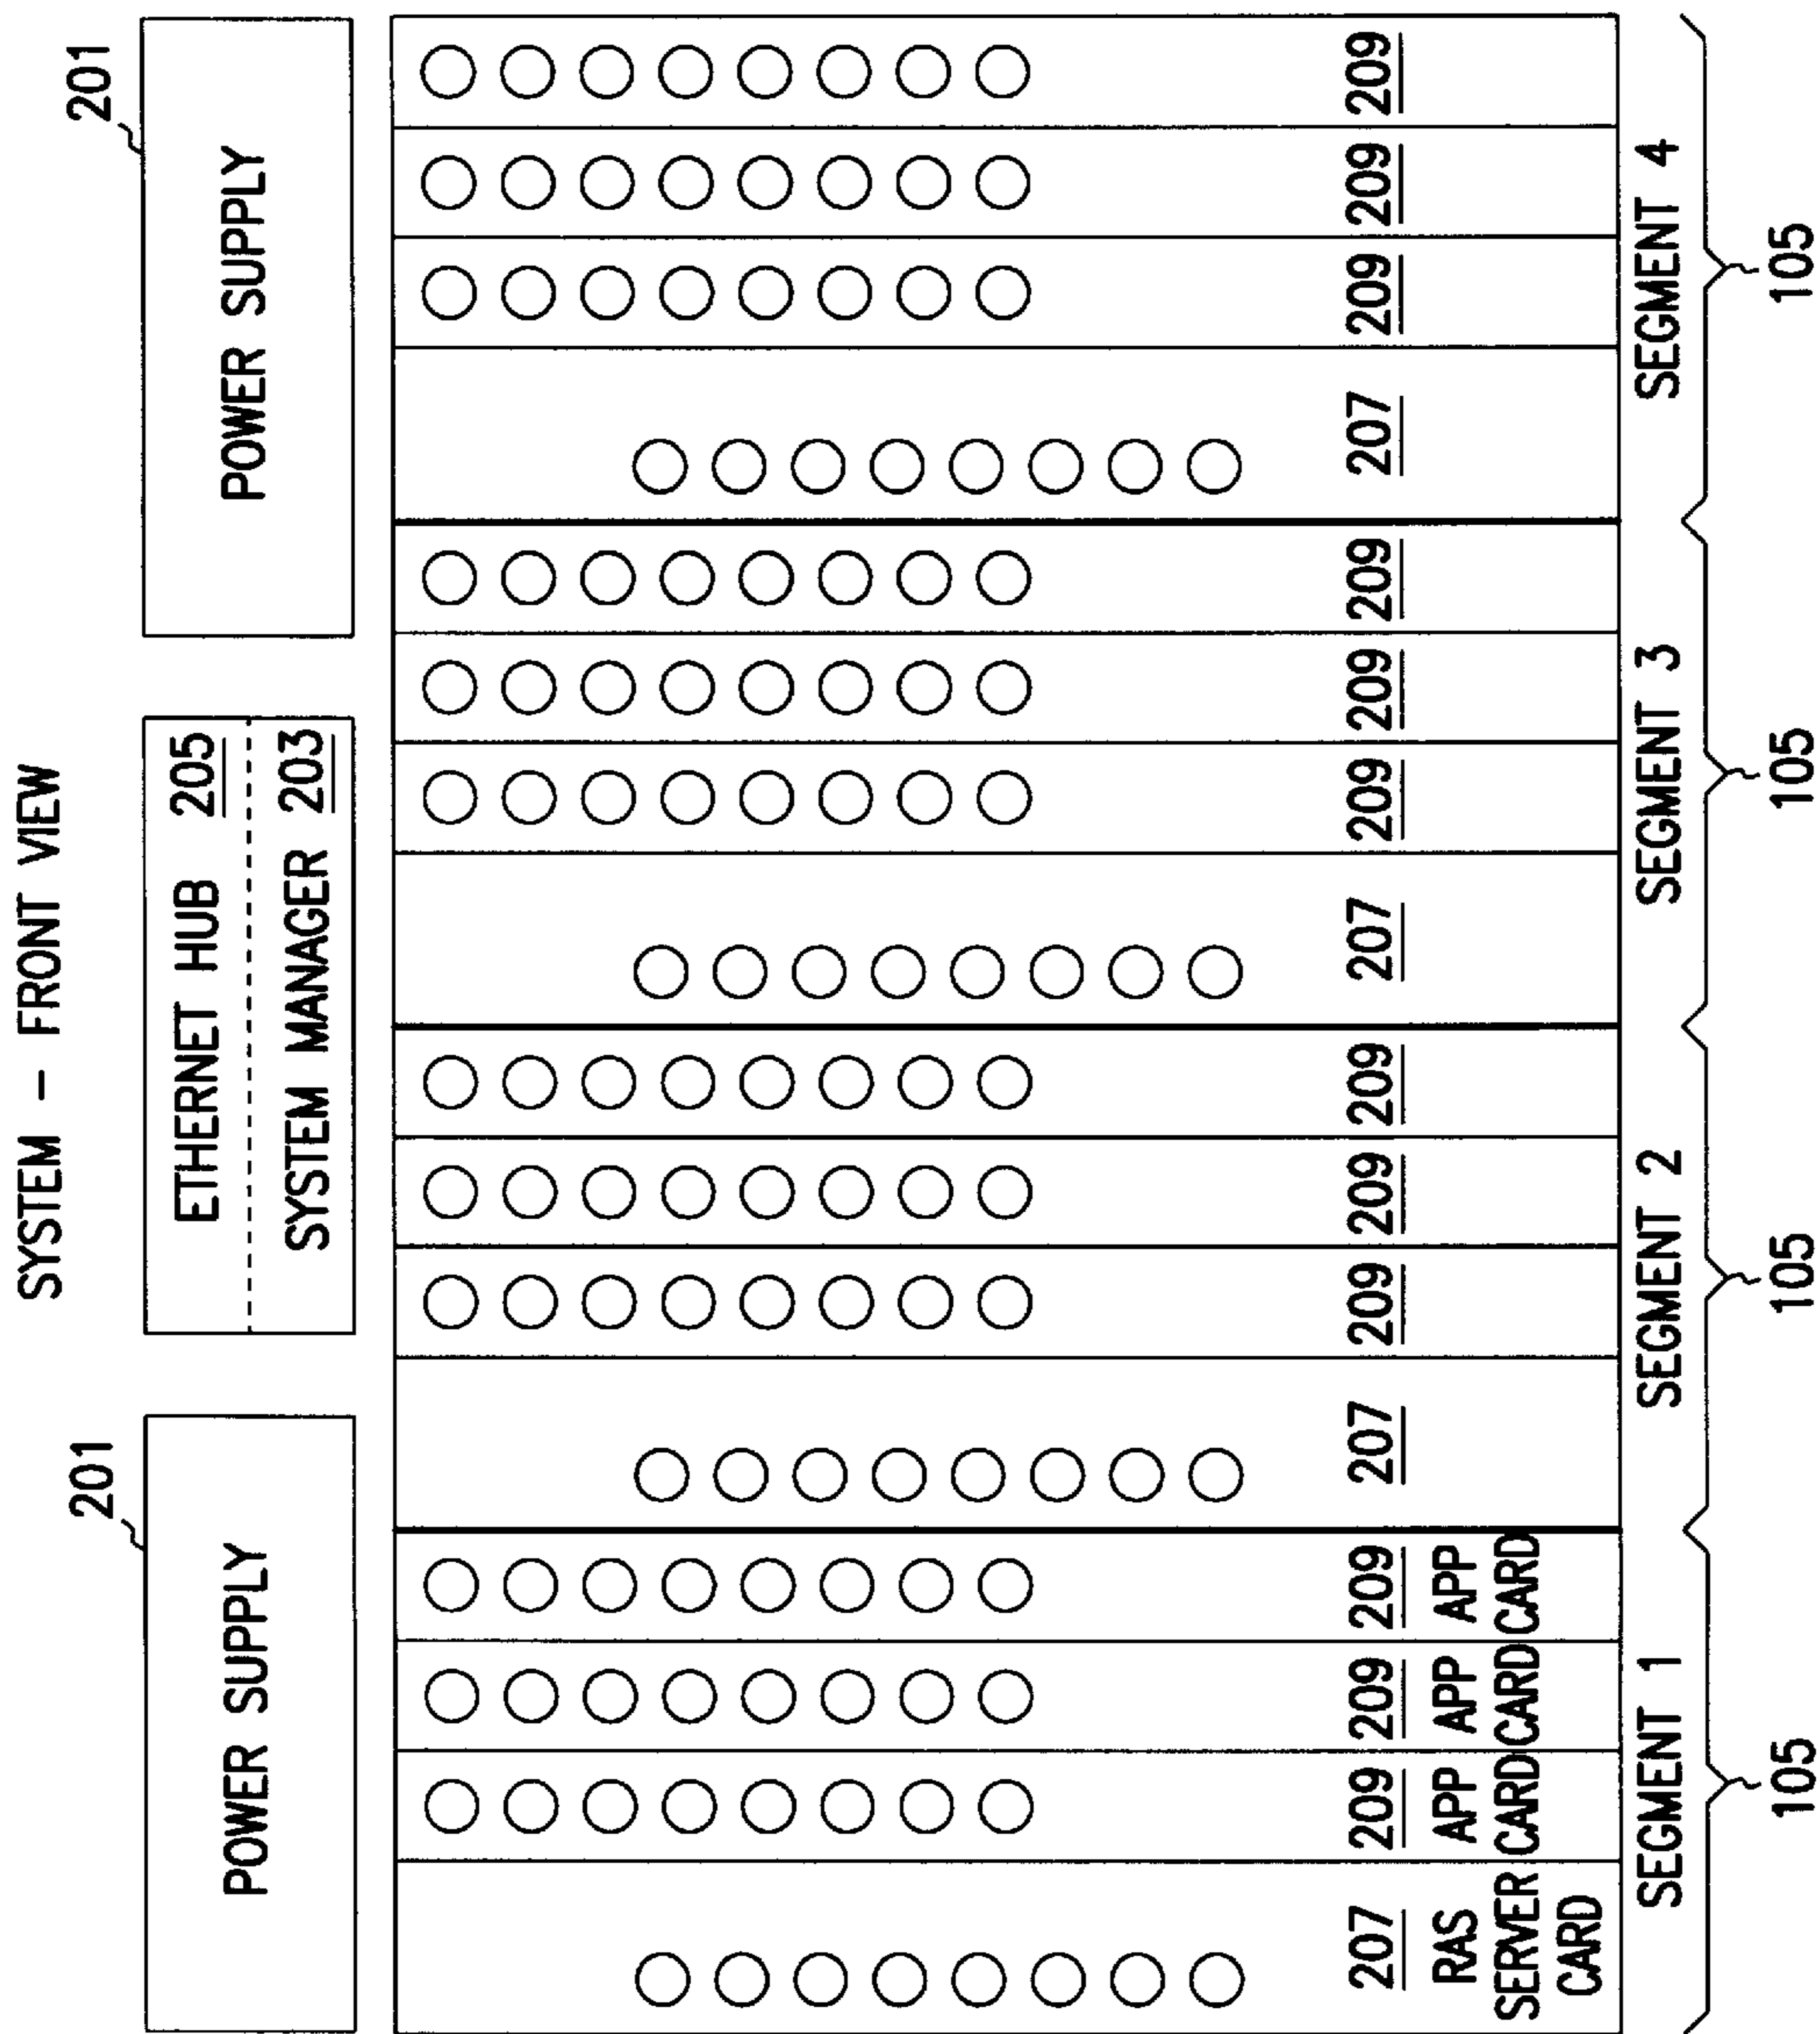 SYSTEM – FRONT VIEW
201
201
POWER SUPPLY
ETHERNET HUB 205
SYSTEM MANAGER 203
POWER SUPPLY
207 209 209 209 207 209 209 209 207 209 209 209 207 209 209 209
RAS APP APP APP
SERVER CARD CARD CARD
CARD
SEGMENT 1 SEGMENT 2 SEGMENT 3 SEGMENT 4
105 105 105 105